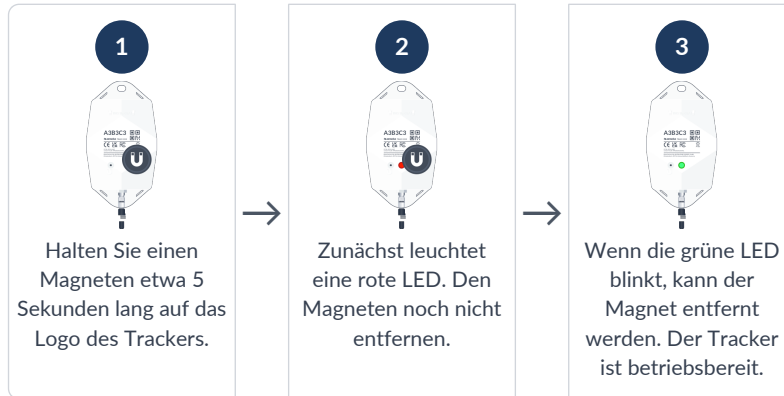 1
A3B3C3
Halten Sie einen
Magneten etwa 5
Sekunden lang auf das
Logo des Trackers.
2
A3B3C3
Zunächst leuchtet
eine rote LED. Den
Magneten noch nicht
entfernen.
3
A3B3C3
Wenn die grüne LED
blinkt, kann der
Magnet entfernt
werden. Der Tracker
ist betriebsbereit.